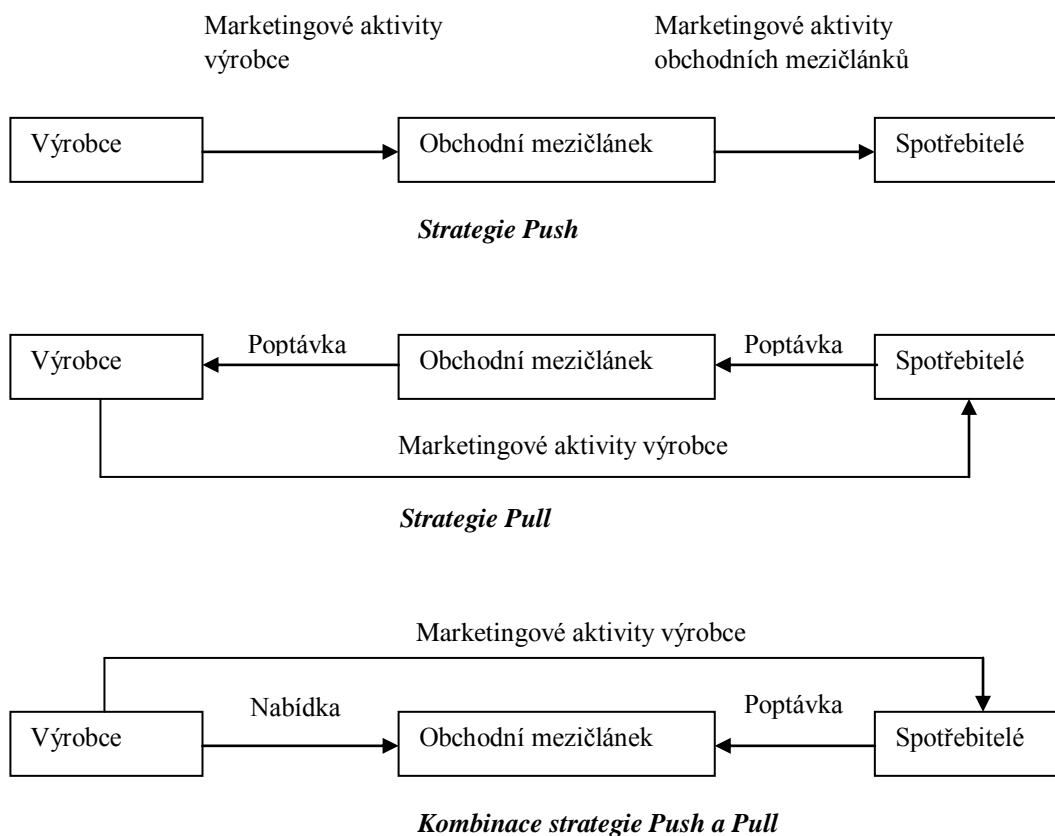 Marketingové aktivity
výrobce
Marketingové aktivity
obchodních mezičlánků
Výrobce
Obchodní mezičlánek
Spotřebitelé
Strategie Push
Výrobce
Poptávka
Obchodní mezičlánek
Poptávka
Spotřebitelé
Marketingové aktivity výrobce
Strategie Pull
Marketingové aktivity výrobce
Výrobce
Nabídka
Obchodní mezičlánek
Poptávka
Spotřebitelé
Kombinace strategie Push a Pull